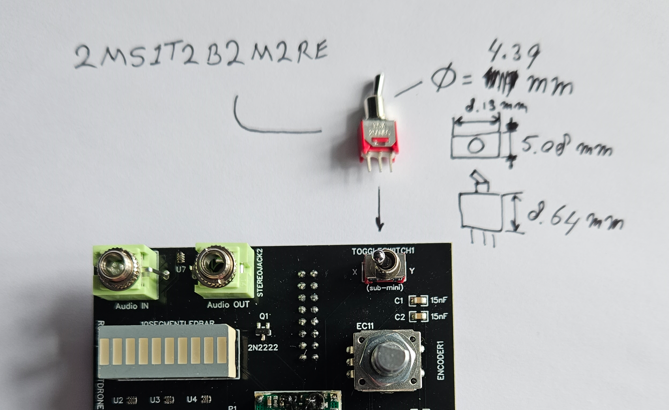 2MS1T2B2M2RE
4.39
Ø = mm
8.13 mm
5.08 mm
8.64 mm
TOGGLESWITCH1
X Y
(sub-mini)
U7
STEREOJACK2
Audio IN
Audio OUT
C1 15nF
C2 15nF
Q1
2N2222
EC11
ENCODER1
10SEGMENTLEDBAR
U2 U3 U4